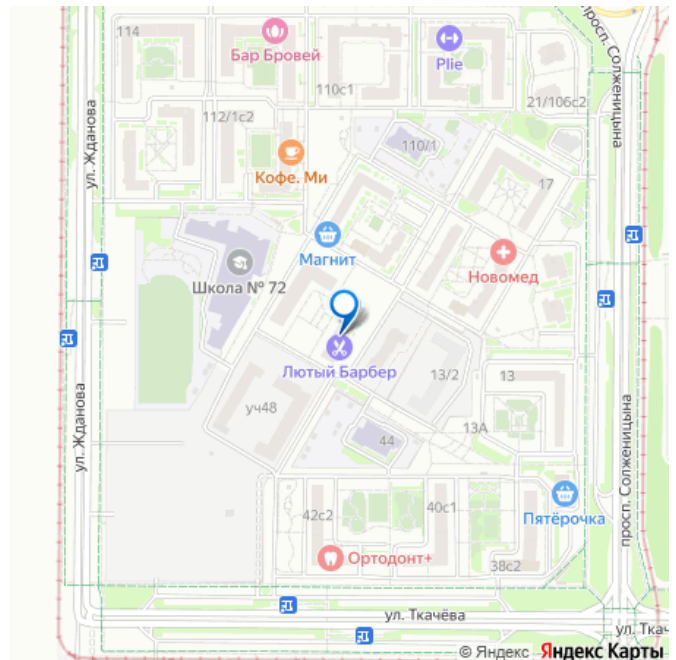 114
Бар Бровей
110с1
Plie
просп. Солженицына
21/106с2
ул. Жданова
112/1с2
110/1
Кофе. Ми
17
Магнит
Новомед
Школа № 72
Лютый Барбер
13/2
13
уч48
13А
44
ул. Жданова
просп. Солженицына
42с2
40с1
Пятёрочка
Ортодонт+
38с2
ул. Ткачёва
ул. Ткач
© Яндекс Яндекс Карты